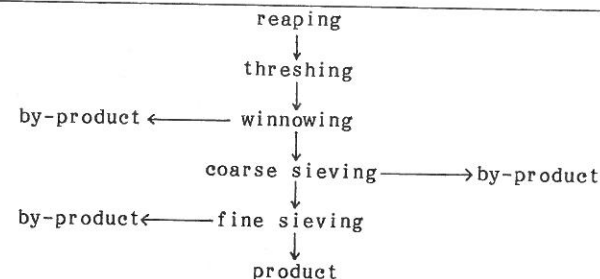 reaping
threshing
by-product winnowing
coarse sieving by-product
by-product fine sieving
product